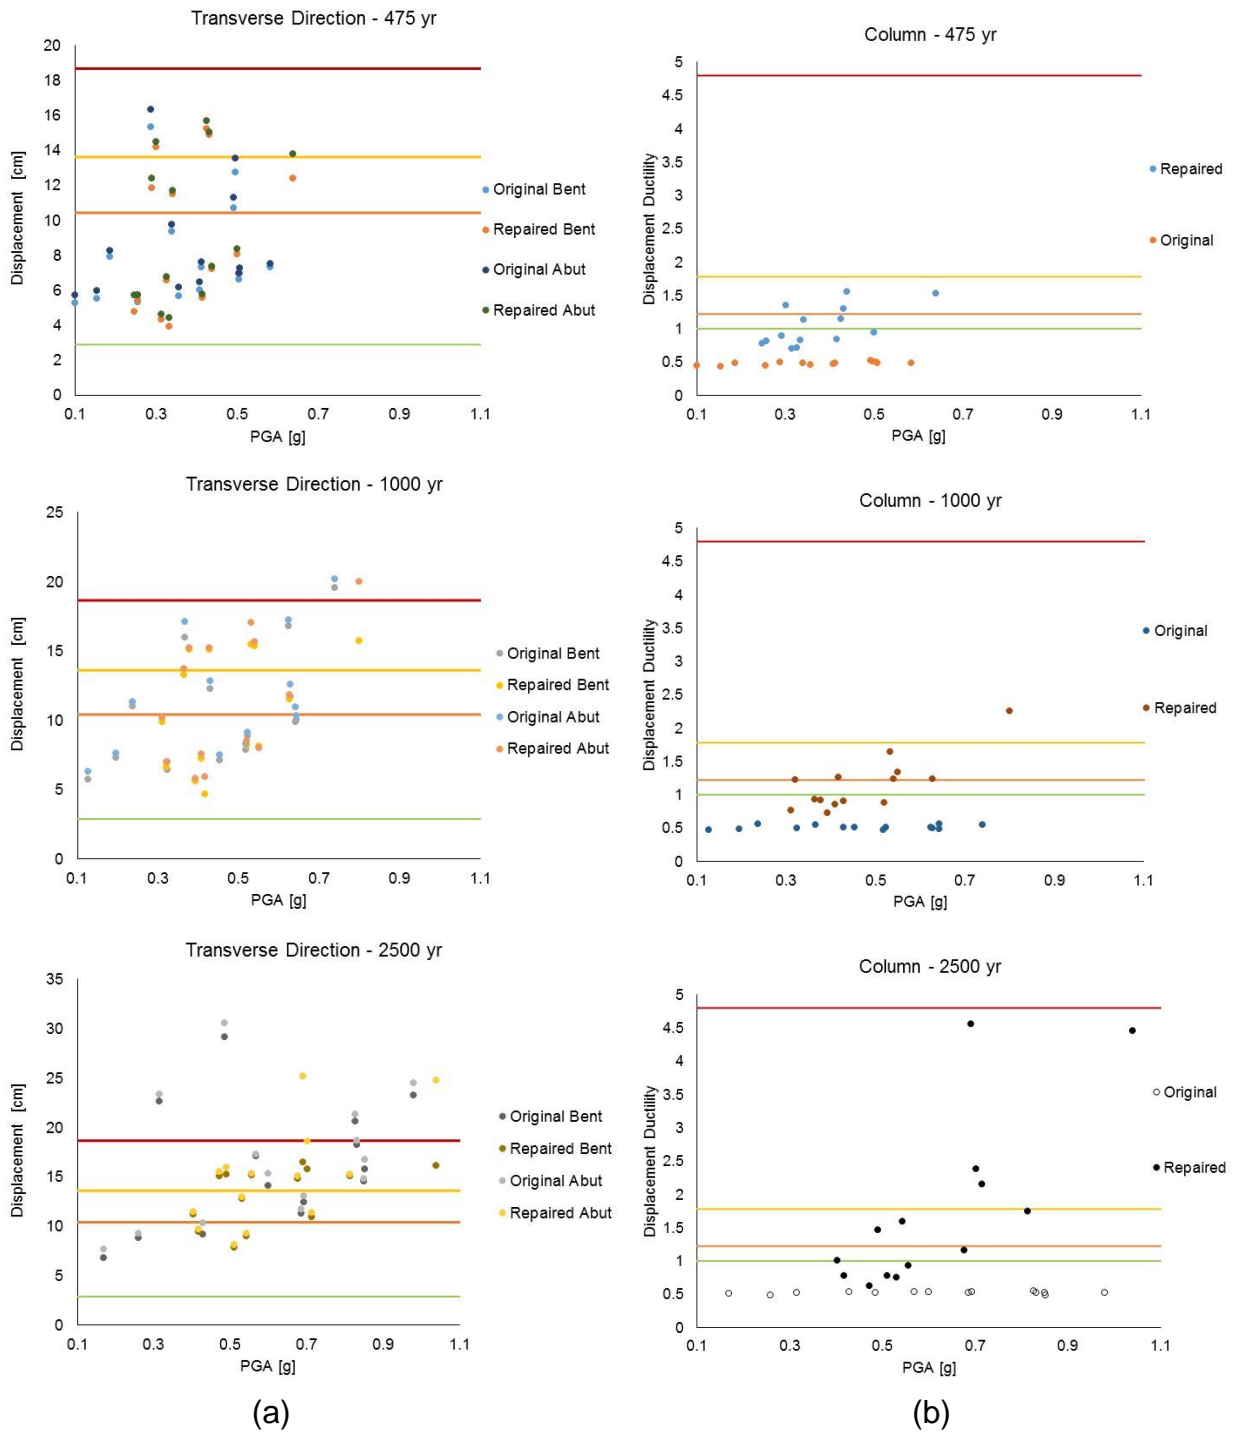 Transverse Direction - 475 yr
Displacement [cm]
20
18
16
14
12
10
8
6
4
2
0
0.1 0.3 0.5 0.7 0.9 1.1
PGA [g]
Original Bent
Repaired Bent
Original Abut
Repaired Abut
Column - 475 yr
Displacement Ductility
5
4.5
4
3.5
3
2.5
2
1.5
1
0.5
0
0.1 0.3 0.5 0.7 0.9 1.1
PGA [g]
Repaired
Original
Transverse Direction - 1000 yr
Displacement [cm]
25
20
15
10
5
0
0.1 0.3 0.5 0.7 0.9 1.1
PGA [g]
Original Bent
Repaired Bent
Original Abut
Repaired Abut
Column - 1000 yr
Displacement Ductility
5
4.5
4
3.5
3
2.5
2
1.5
1
0.5
0
0.1 0.3 0.5 0.7 0.9 1.1
PGA [g]
Original
Repaired
Transverse Direction - 2500 yr
Displacement [cm]
35
30
25
20
15
10
5
0
0.1 0.3 0.5 0.7 0.9 1.1
PGA [g]
Original Bent
Repaired Bent
Original Abut
Repaired Abut
Column - 2500 yr
Displacement Ductility
5
4.5
4
3.5
3
2.5
2
1.5
1
0.5
0
0.1 0.3 0.5 0.7 0.9 1.1
PGA [g]
Original
Repaired
(a)
(b)